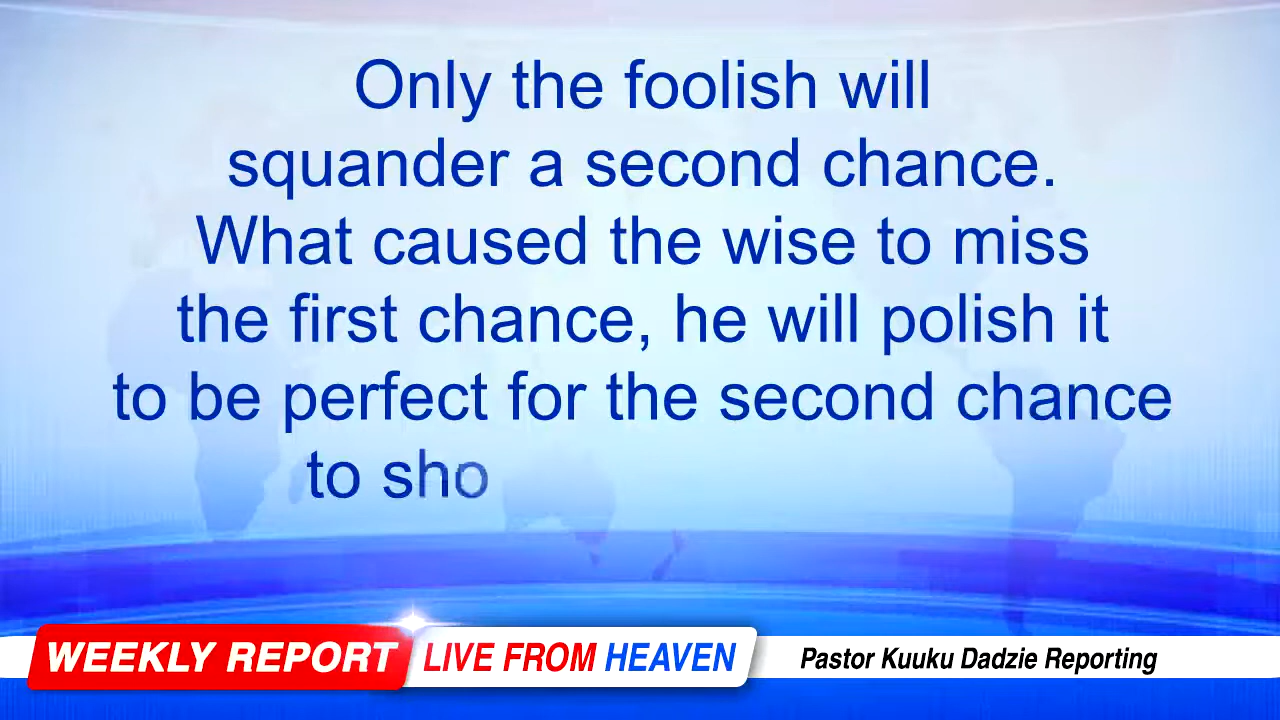 Only the foolish will
squander a second chance.
What caused the wise to miss
the first chance, he will polish it
to be perfect for the second chance
to sho
WEEKLY REPORT LIVE FROM HEAVEN Pastor Kuuku Dadzie Reporting